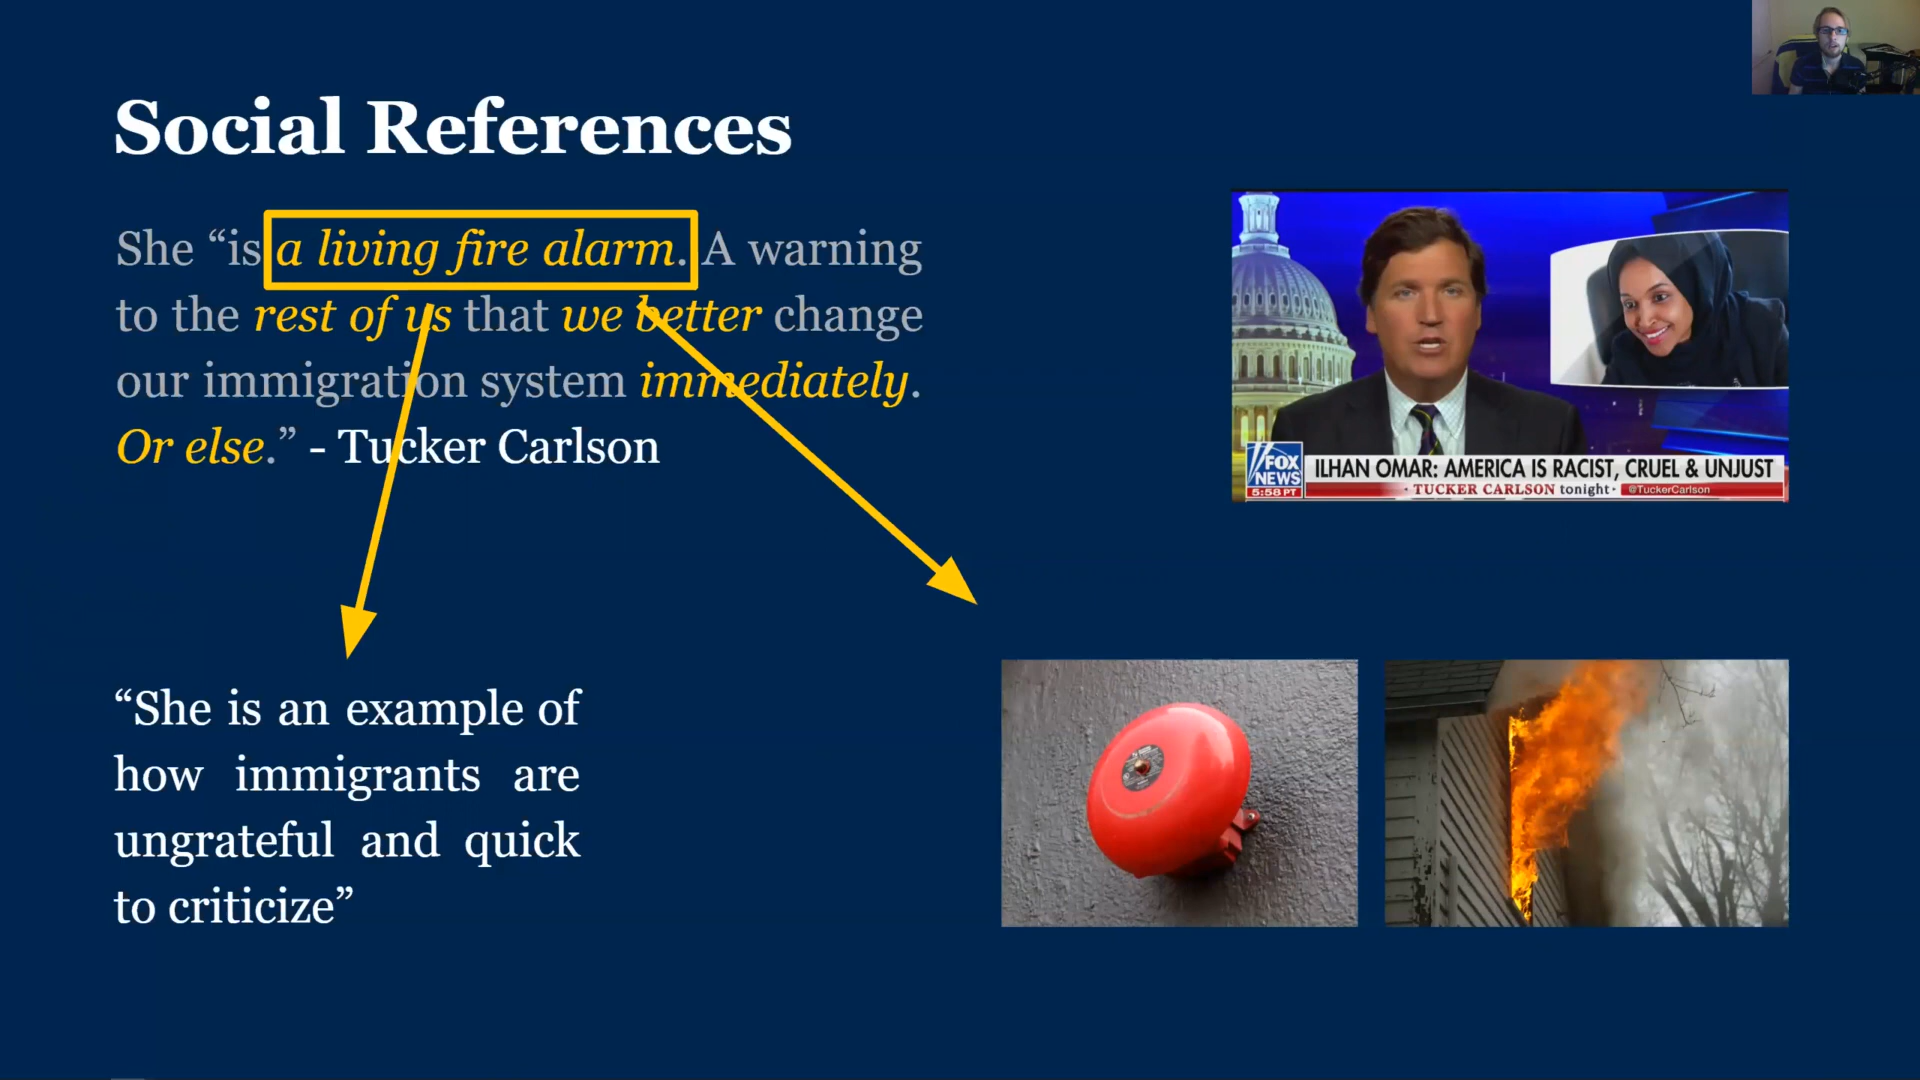 Social References
She “is a living fire alarm. A warning
to the rest of us that we better change
our immigration system immediately.
Or else.” - Tucker Carlson
FOX
NEWS
5:58 PT
ILHAN OMAR: AMERICA IS RACIST, CRUEL & UNJUST
TUCKER CARLSON tonight
@TuckerCarlson
“She is an example of
how immigrants are
ungrateful and quick
to criticize”